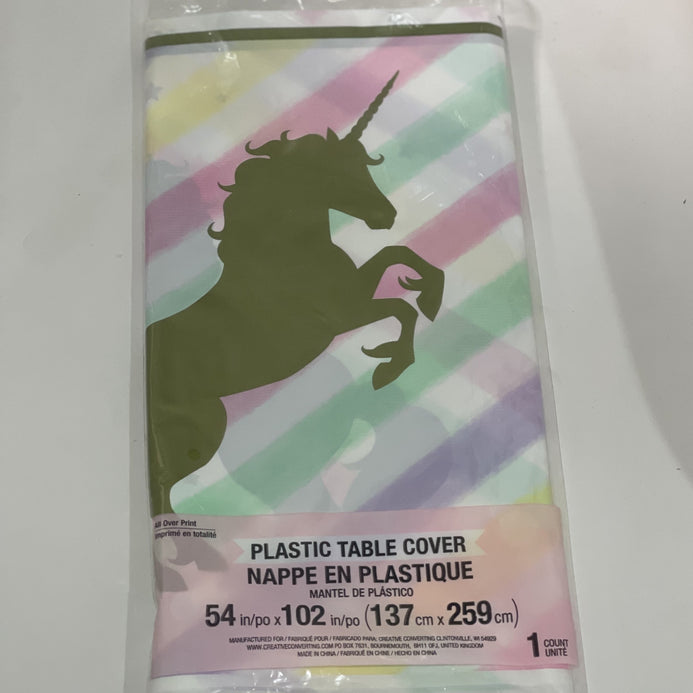 All Over Print
Imprimé en totalité
PLASTIC TABLE COVER
NAPPE EN PLASTIQUE
MANTEL DE PLÁSTICO
54 in/po x 102 in/po (137 cm x 259 cm)
MANUFACTURED FOR / FABRIQUÉ POUR / FABRICADO PARA: CREATIVE CONVERTING CLINTONVILLE, WI 54929
WWW.CREATIVECONVERTING.COM PO BOX 7631, BOURNEMOUTH, BH11 0FJ, UNITED KINGDOM
MADE IN CHINA / FABRIQUÉ EN CHINE / HECHO EN CHINA
1 COUNT
UNITÉ